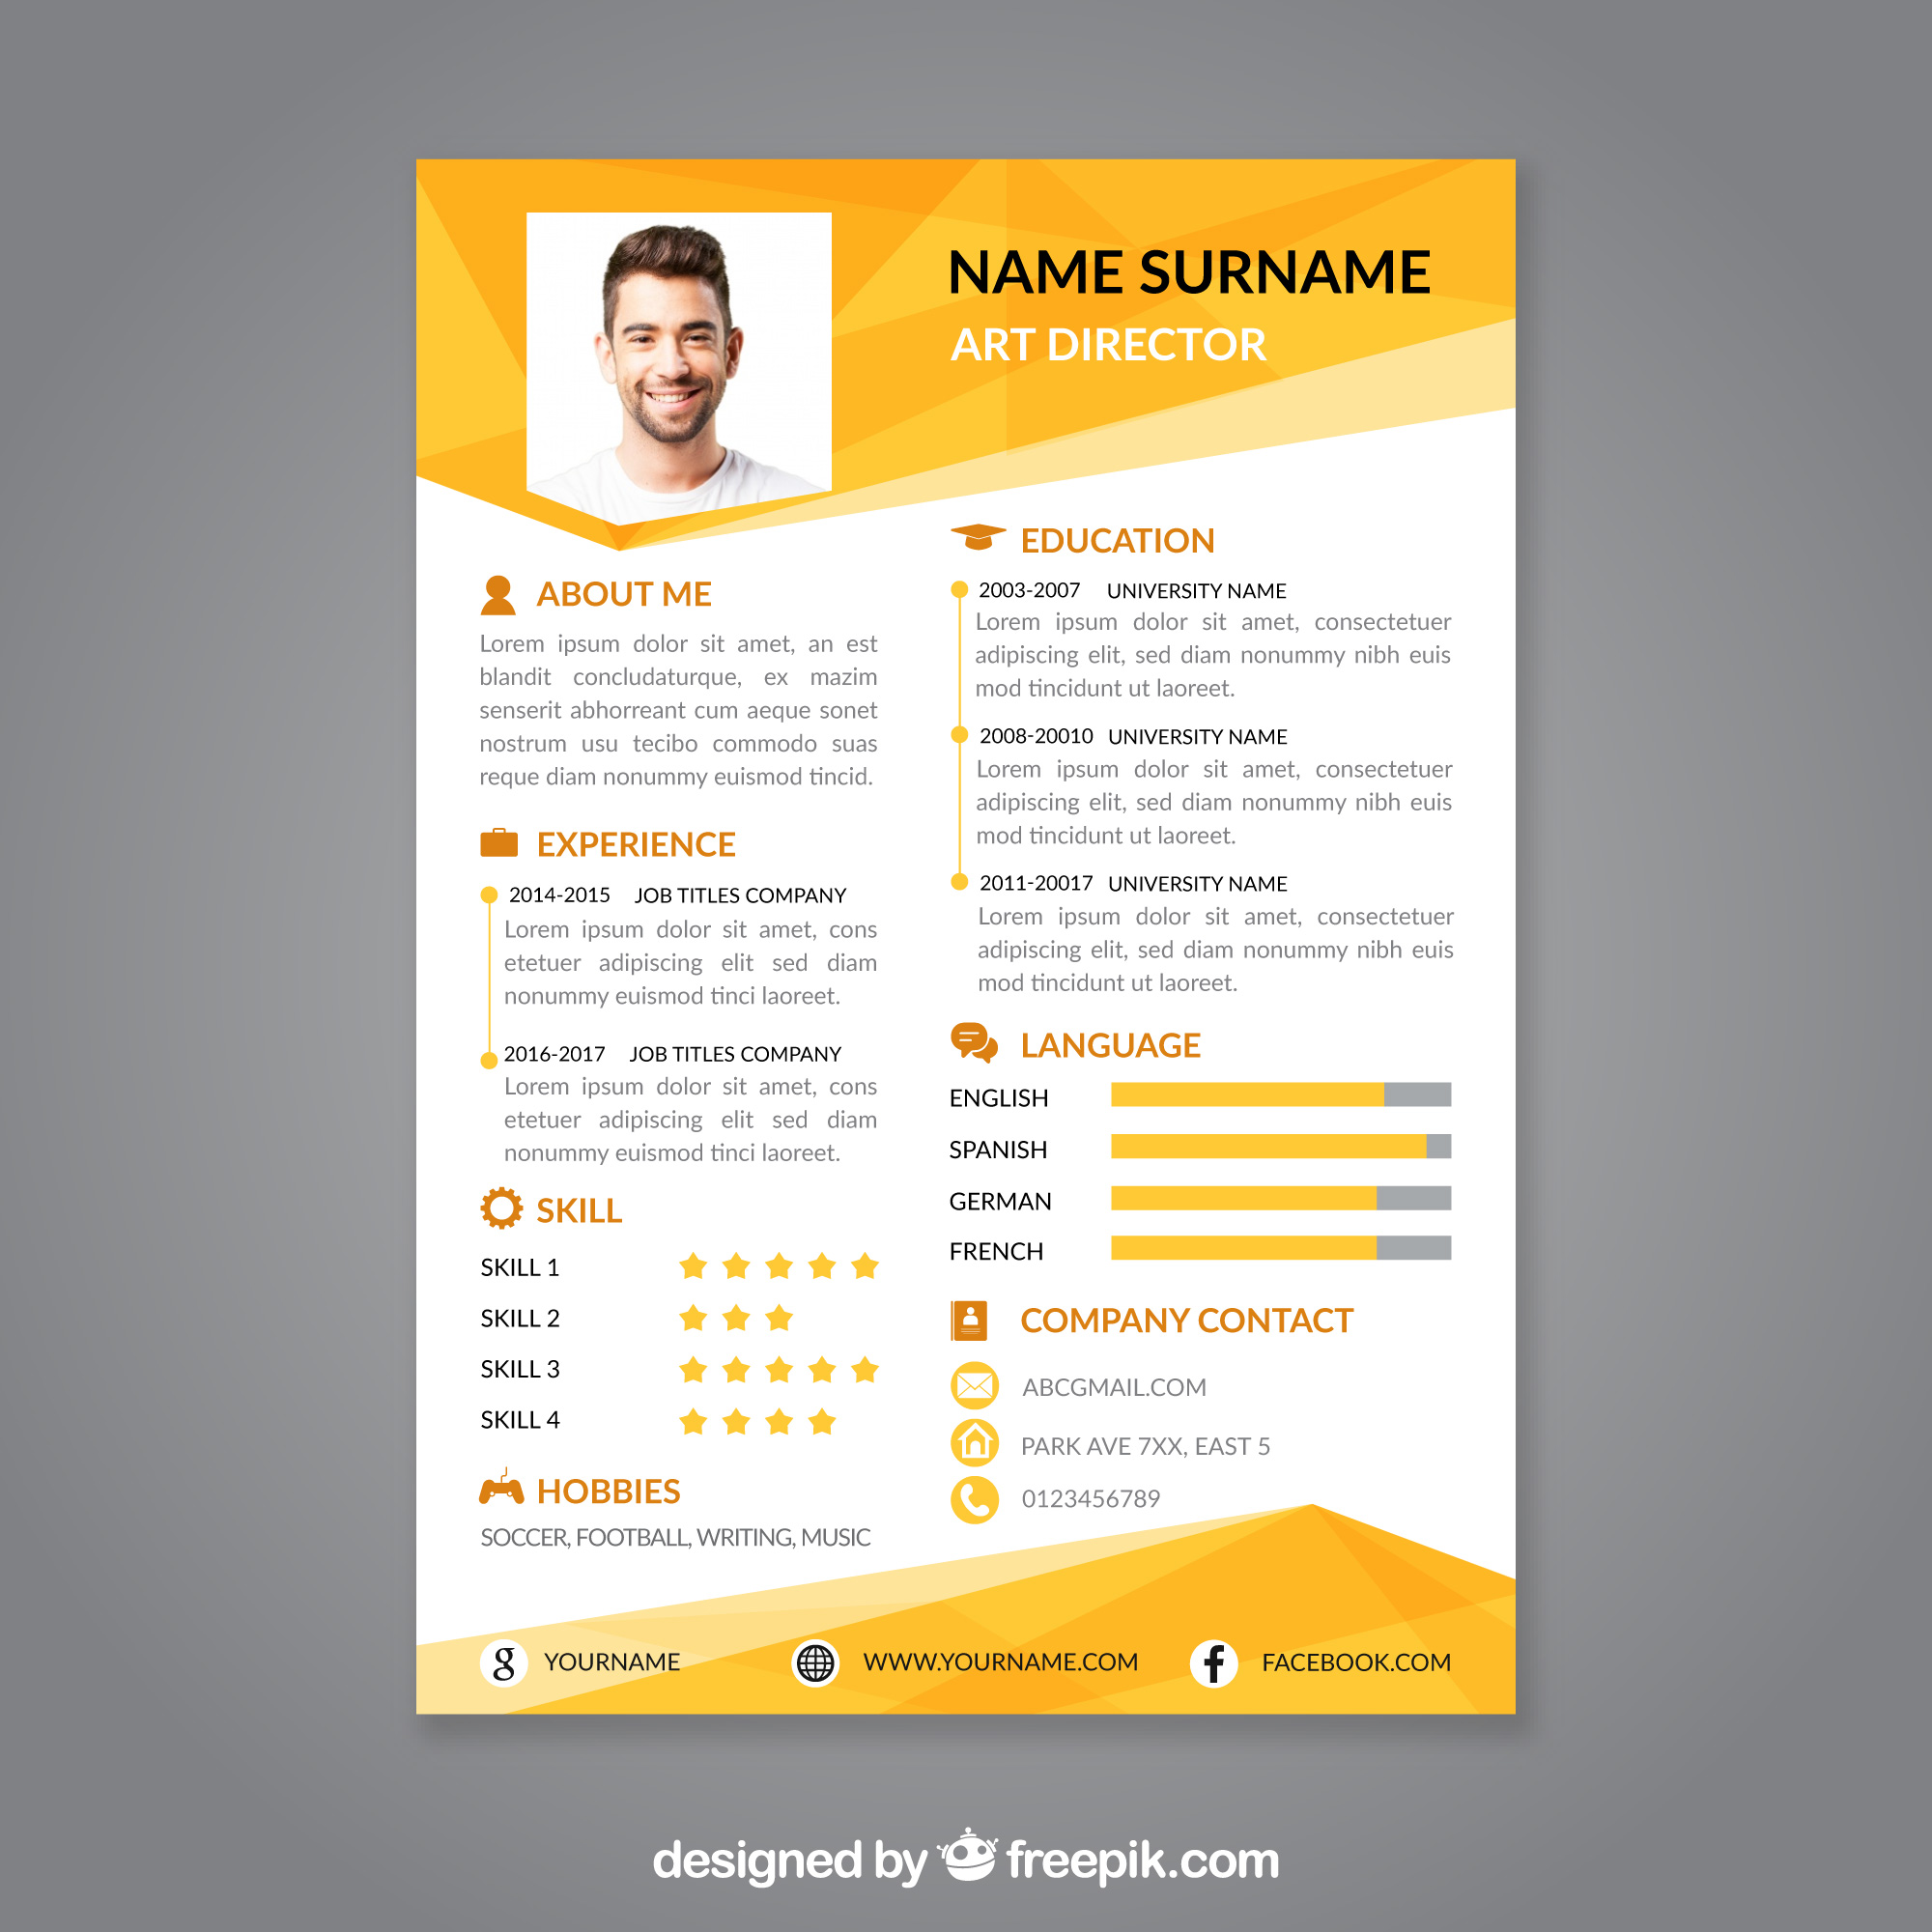 NAME SURNAME
ART DIRECTOR
ABOUT ME
Lorem ipsum dolor sit amet, an est
blandit concludaturque, ex mazim
senserit abhorreant cum aeque sonet
nostrum usu tecibo commodo suas
reque diam nonummy euismod tincid.
EXPERIENCE
2014-2015 JOB TITLES COMPANY
Lorem ipsum dolor sit amet, cons
etetuer adipiscing elit sed diam
nonummy euismod tinci laoreet.
2016-2017 JOB TITLES COMPANY
Lorem ipsum dolor sit amet, cons
etetuer adipiscing elit sed diam
nonummy euismod tinci laoreet.
SKILL
SKILL 1
SKILL 2
SKILL 3
SKILL 4
HOBBIES
SOCCER, FOOTBALL, WRITING, MUSIC
EDUCATION
2003-2007 UNIVERSITY NAME
Lorem ipsum dolor sit amet, consectetuer
adipiscing elit, sed diam nonummy nibh euis
mod tincidunt ut laoreet.
2008-20010 UNIVERSITY NAME
Lorem ipsum dolor sit amet, consectetuer
adipiscing elit, sed diam nonummy nibh euis
mod tincidunt ut laoreet.
2011-20017 UNIVERSITY NAME
Lorem ipsum dolor sit amet, consectetuer
adipiscing elit, sed diam nonummy nibh euis
mod tincidunt ut laoreet.
LANGUAGE
ENGLISH
SPANISH
GERMAN
FRENCH
COMPANY CONTACT
ABCGMAIL.COM
PARK AVE 7XX, EAST 5
0123456789
g YOURNAME
WWW.YOURNAME.COM
f FACEBOOK.COM
designed by freepik.com